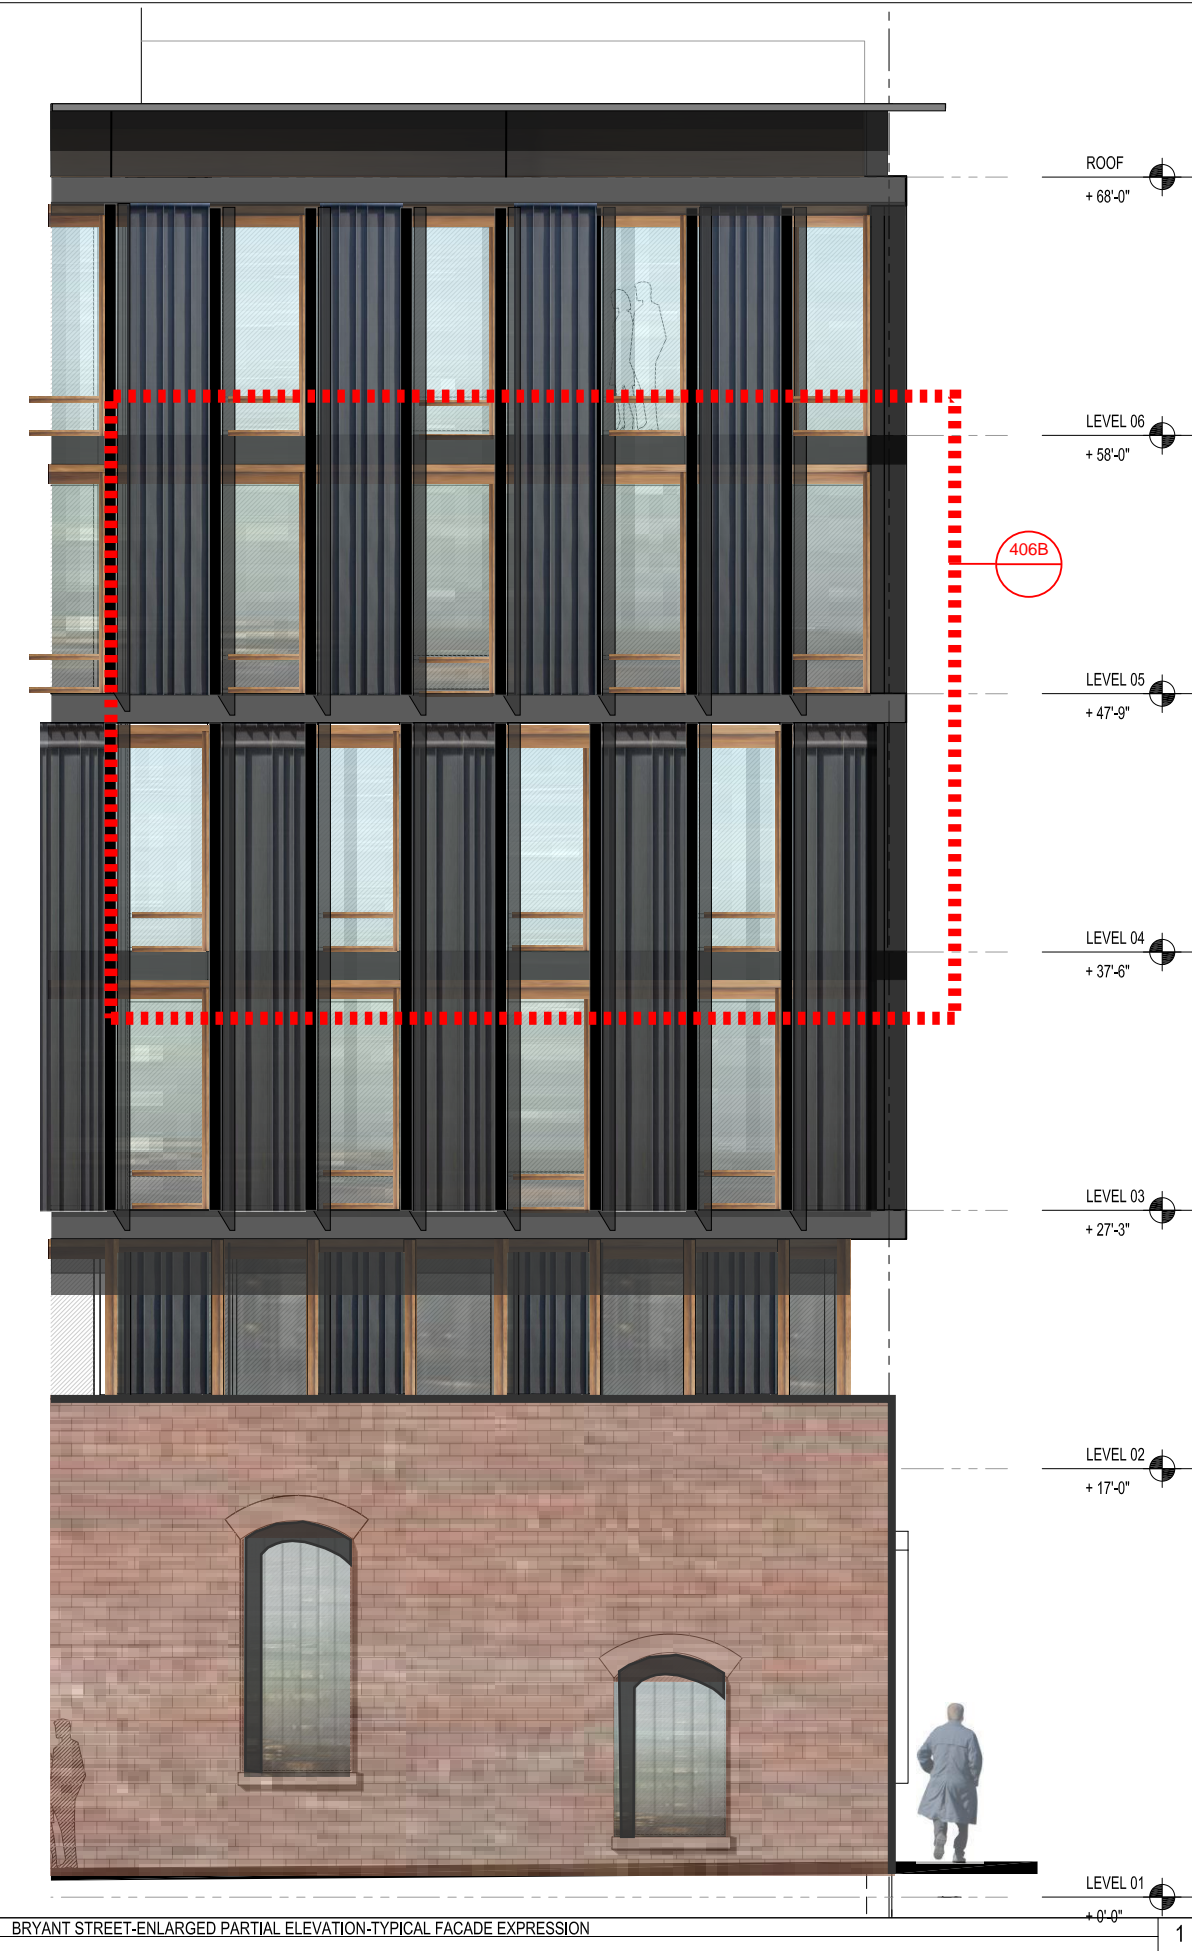 ROOF
+ 68'-0"
LEVEL 06
+ 58'-0"
406B
LEVEL 05
+ 47'-9"
LEVEL 04
+ 37'-6"
LEVEL 03
+ 27'-3"
LEVEL 02
+ 17'-0"
LEVEL 01
+ 0'-0"
BRYANT STREET-ENLARGED PARTIAL ELEVATION-TYPICAL FACADE EXPRESSION
1